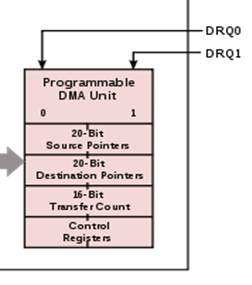 DRQ0
DRQ1
Programmable
DMA Unit
0 1
20-Bit
Source Pointers
20-Bit
Destination Pointers
16-Bit
Transfer Count
Control
Registers